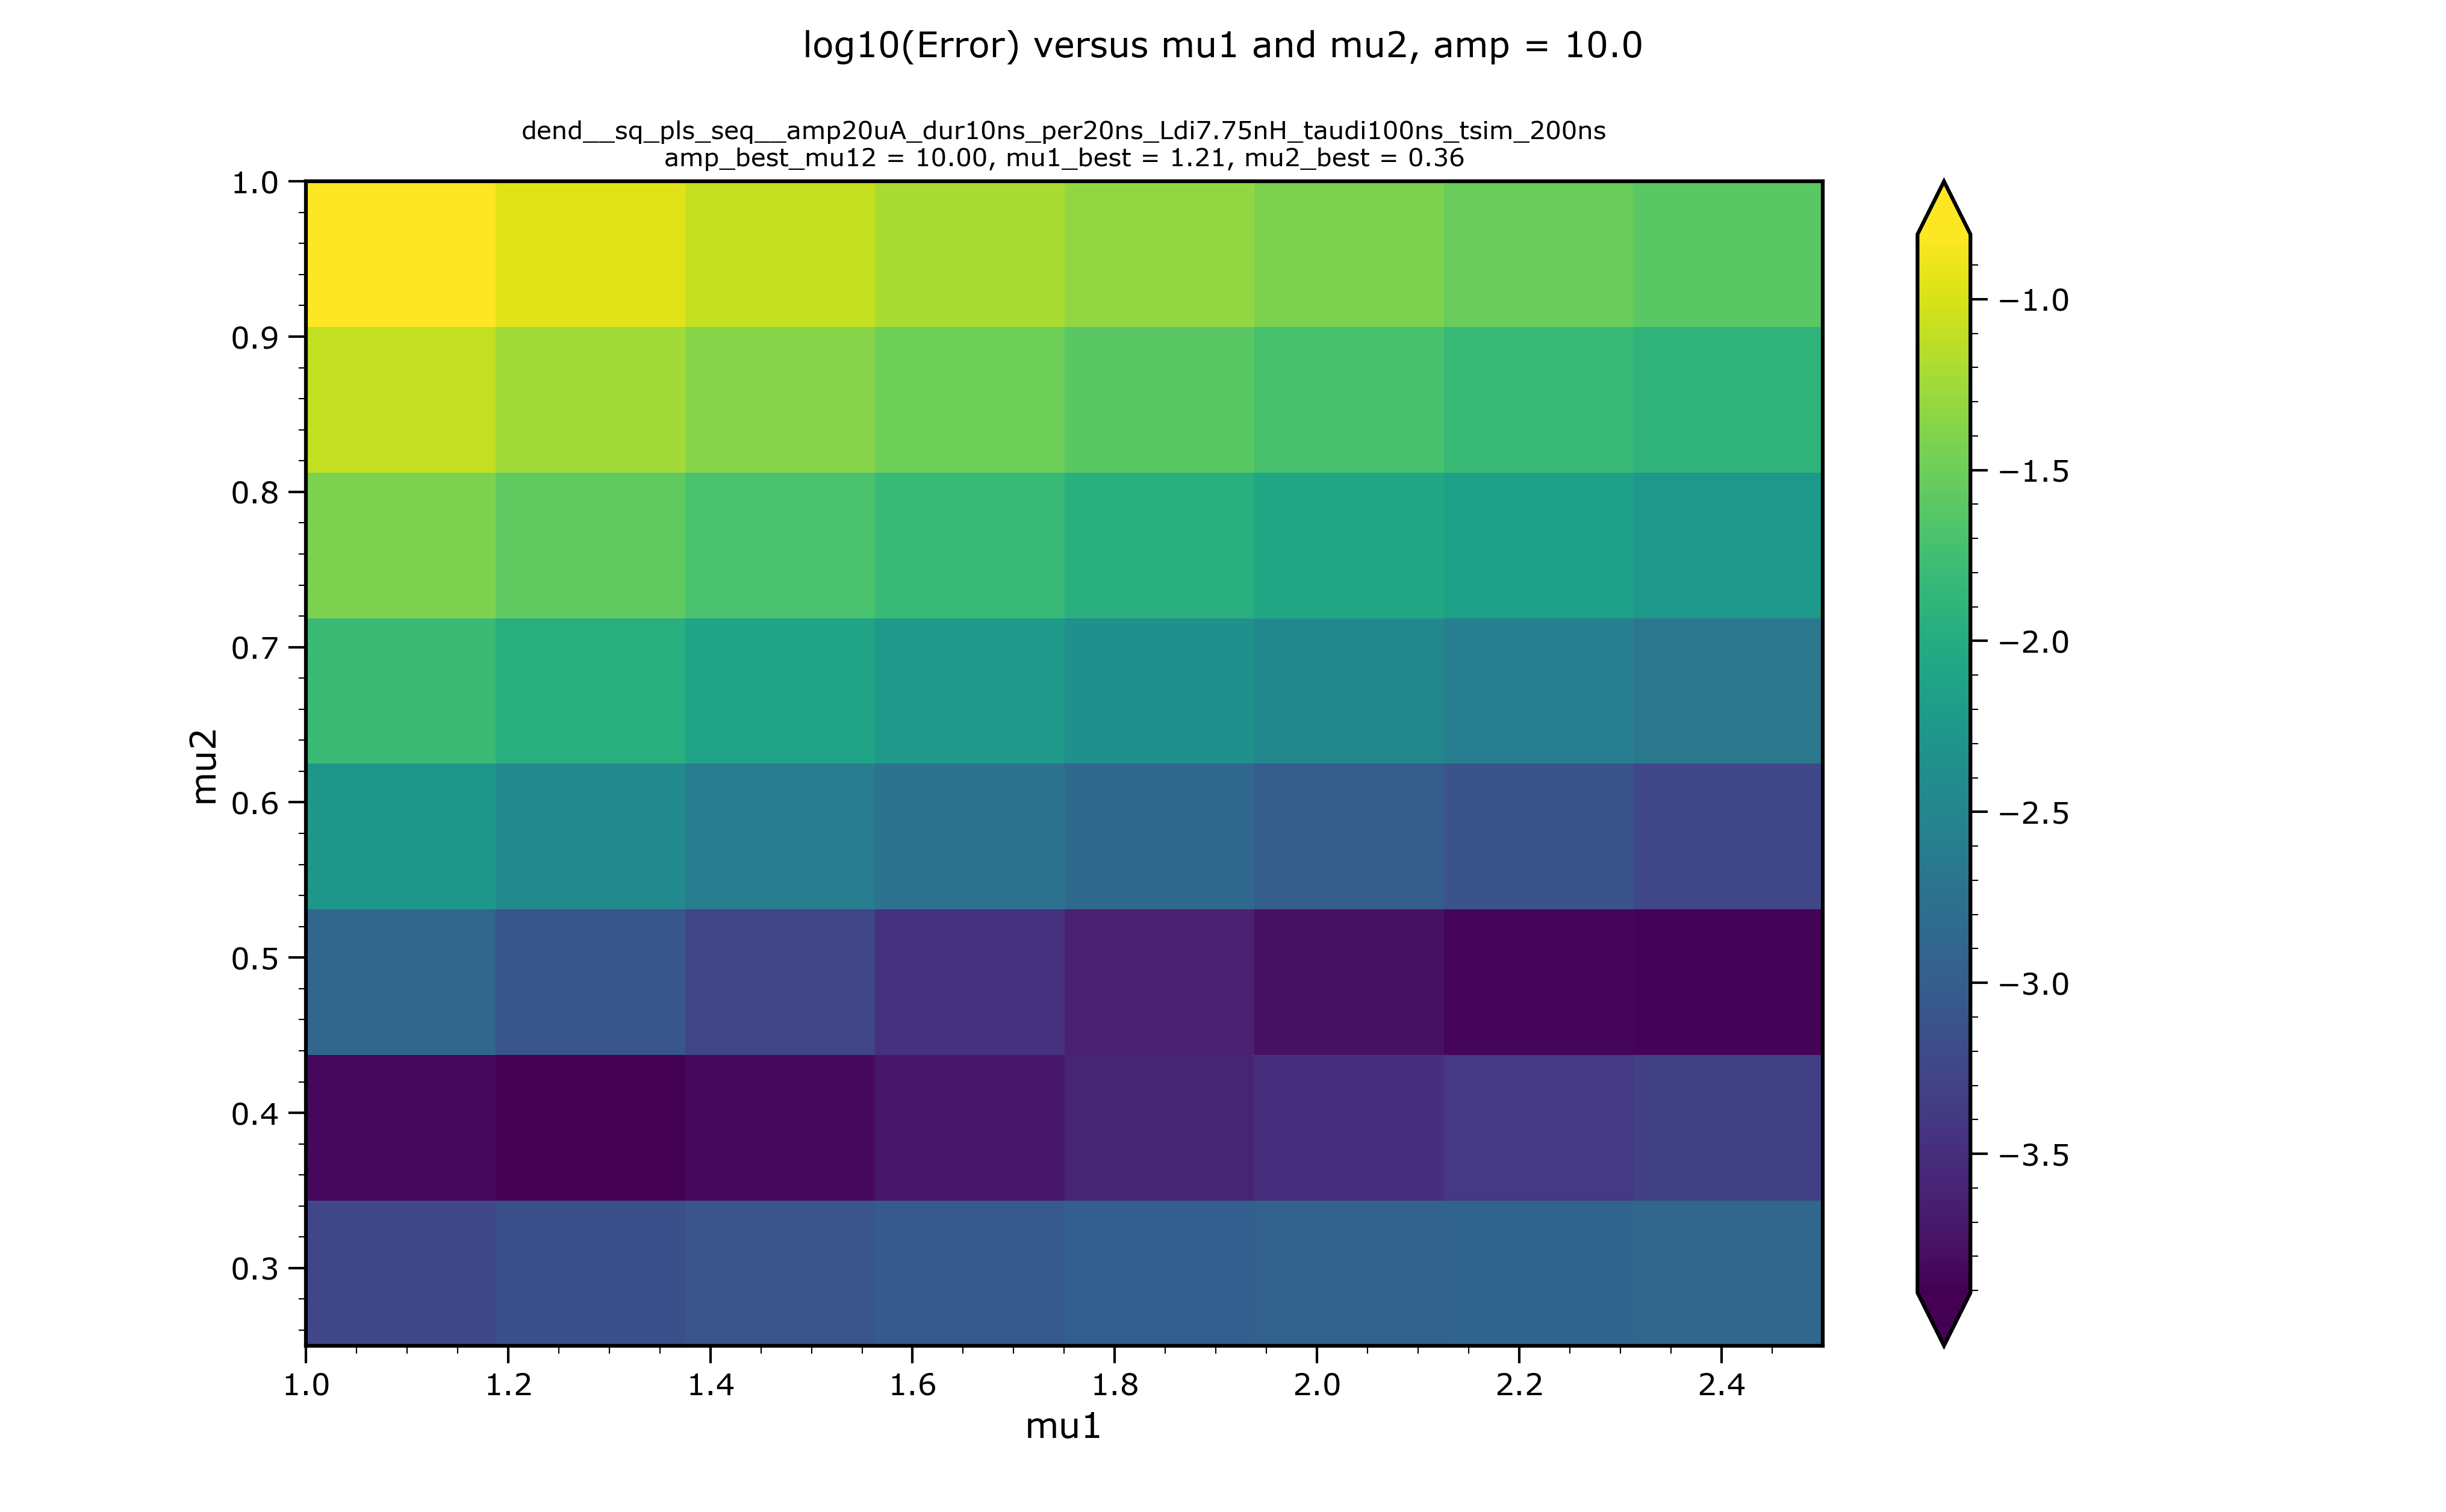 log10(Error) versus mu1 and mu2, amp = 10.0
dend__sq_pls_seq__amp20uA_dur10ns_per20ns_Ldi7.75nH_taudi100ns_tsim_200ns
amp_best_mu12 = 10.00, mu1_best = 1.21, mu2_best = 0.36
1.0
0.9
0.8
0.7
0.6
0.5
0.4
0.3
mu2
1.0 1.2 1.4 1.6 1.8 2.0 2.2 2.4
mu1
−1.0
−1.5
−2.0
−2.5
−3.0
−3.5